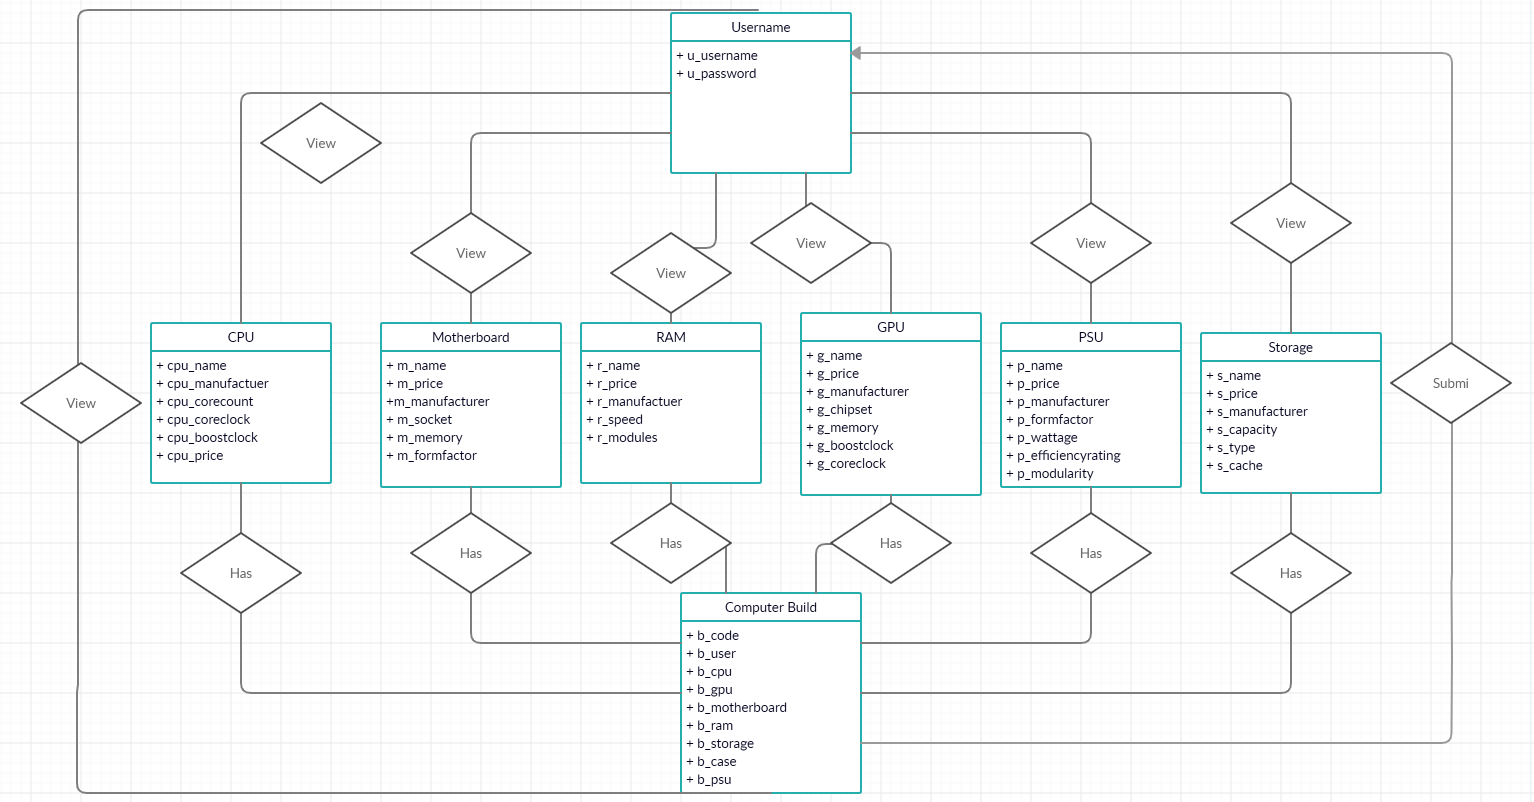 Username
+ u_username
+ u_password
View
View
View
View
View
View
CPU
+ cpu_name
+ cpu_manufactuer
+ cpu_corecount
+ cpu_coreclock
+ cpu_boostclock
+ cpu_price
Motherboard
+ m_name
+ m_price
+m_manufacturer
+ m_socket
+ m_memory
+ m_formfactor
RAM
+ r_name
+ r_price
+ r_manufactuer
+ r_speed
+ r_modules
GPU
+ g_name
+ g_price
+ g_manufacturer
+ g_chipset
+ g_memory
+ g_boostclock
+ g_coreclock
PSU
+ p_name
+ p_price
+ p_manufacturer
+ p_formfactor
+ p_wattage
+ p_efficiencyrating
+ p_modularity
Storage
+ s_name
+ s_price
+ s_manufacturer
+ s_capacity
+ s_type
+ s_cache
View
Submi
Has
Has
Has
Has
Has
Has
Computer Build
+ b_code
+ b_user
+ b_cpu
+ b_gpu
+ b_motherboard
+ b_ram
+ b_storage
+ b_case
+ b_psu